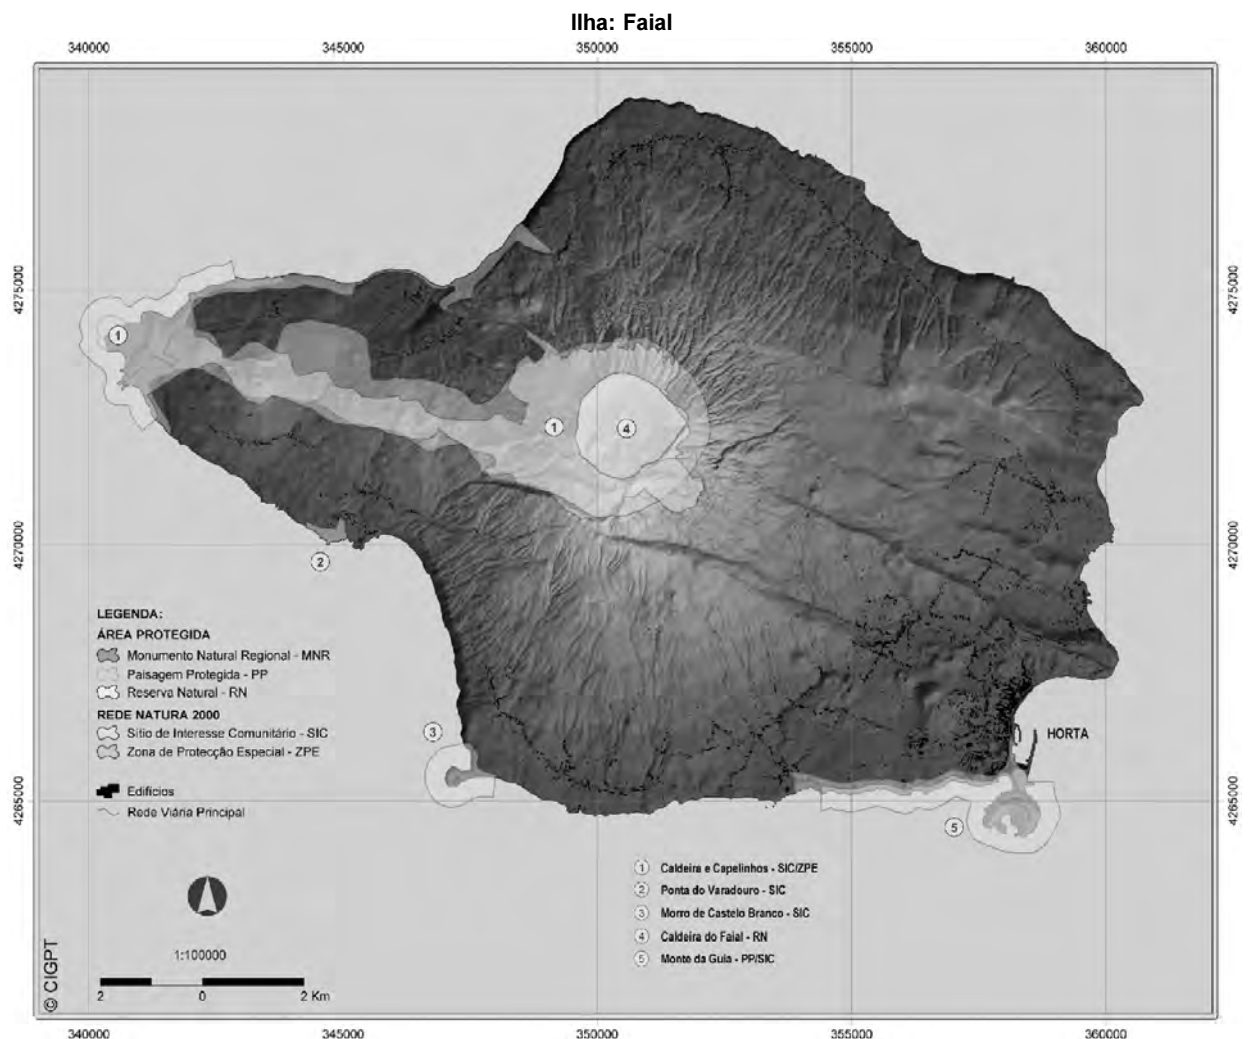 Ilha: Faial
340000 345000 350000 355000 360000
4275000 4275000
1
1 4
4270000 4270000
2
LEGENDA:
ÁREA PROTEGIDA
Monumento Natural Regional - MNR
Paisagem Protegida - PP
Reserva Natural - RN
REDE NATURA 2000
Sítio de Interesse Comunitário - SIC
Zona de Protecção Especial - ZPE
Edifícios
Rede Viária Principal
3
HORTA
4265000 4265000
5
1 Caldeira e Capelinhos - SIC/ZPE
2 Ponta do Varadouro - SIC
3 Morro de Castelo Branco - SIC
4 Caldeira do Faial - RN
5 Monte da Guia - PP/SIC
1:100000
2 0 2 Km
© CIGPT
340000 345000 350000 355000 360000